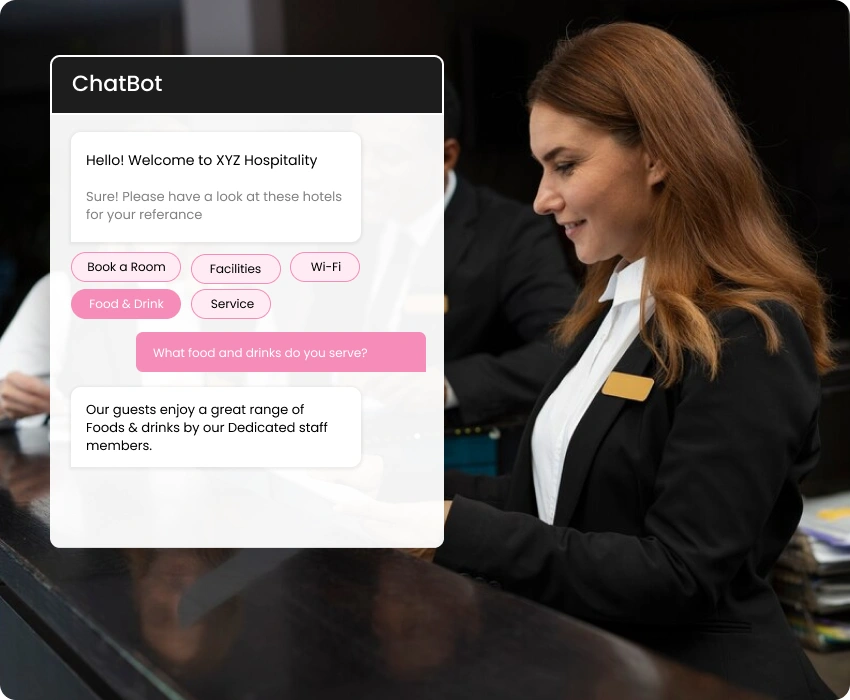 ChatBot
Hello! Welcome to XYZ Hospitality
Sure! Please have a look at these hotels
for your referance
Book a Room
Facilities
Wi-Fi
Food & Drink
Service
What food and drinks do you serve?
Our guests enjoy a great range of
Foods & drinks by our Dedicated staff
members.